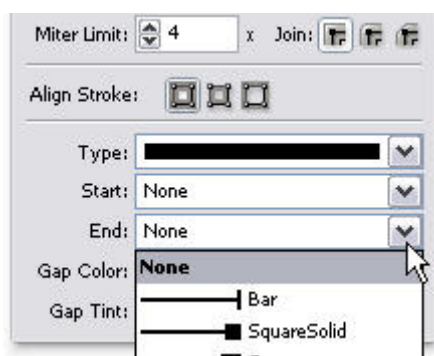 Miter Limit: 4 x Join:
Align Stroke:
Type:
Start: None
End: None
Gap Color: None
Gap Tint: Bar
SquareSolid